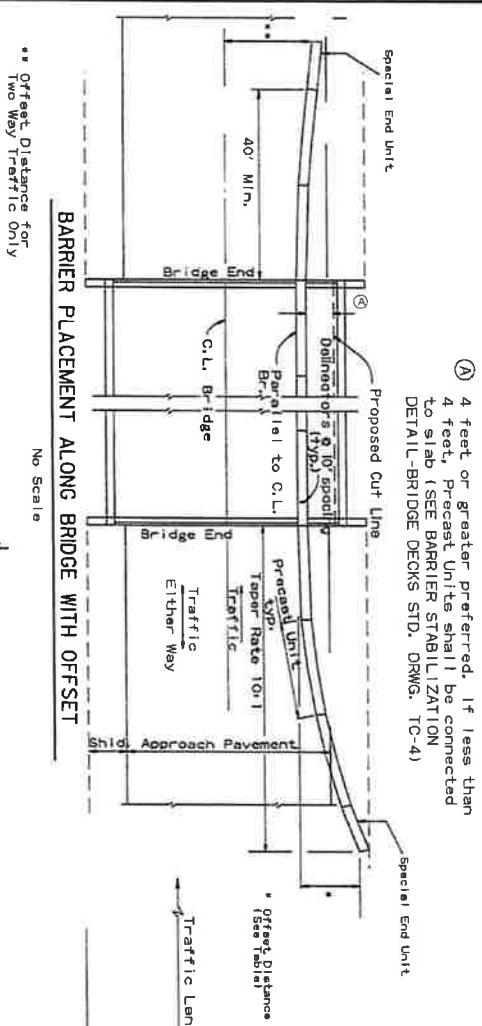 Ⓐ 4 feet or greater preferred. If less than
4 feet, Precast Units shall be connected
to slab (SEE BARRIER STABILIZATION
DETAIL-BRIDGE DECKS STD. DRWG. TC-4)
Special End Unit
**
40' Min.
Bridge End
Ⓐ
Proposed Cut Line
Delineators @ 10' spacing
(typ.)
Parallel to C.L.
Br.
C.L. Bridge
Bridge End
Precast Unit
typ.
Taper Rate 10:1
Traffic
Traffic
Either Way
Approach Pavement
Shld.
Special End Unit
*
* Offset Distance
(See Table)
Traffic Lan
** Offset Distance for
Two Way Traffic Only
BARRIER PLACEMENT ALONG BRIDGE WITH OFFSET
No Scale